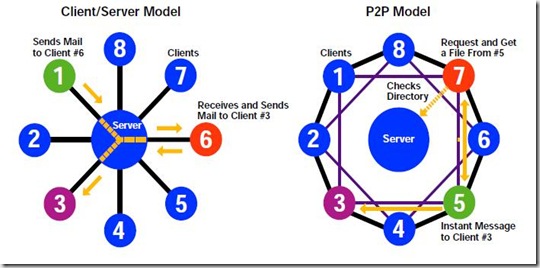 Client/Server Model
Sends Mail
to Client #6
1
8
Clients
7
Receives and Sends
Mail to Client #3
6
Server
2
3
4
5
P2P Model
Clients
8
Request and Get
a File From #5
1
7
Checks
Directory
2
Server
6
3
4
5
Instant Message
to Client #3